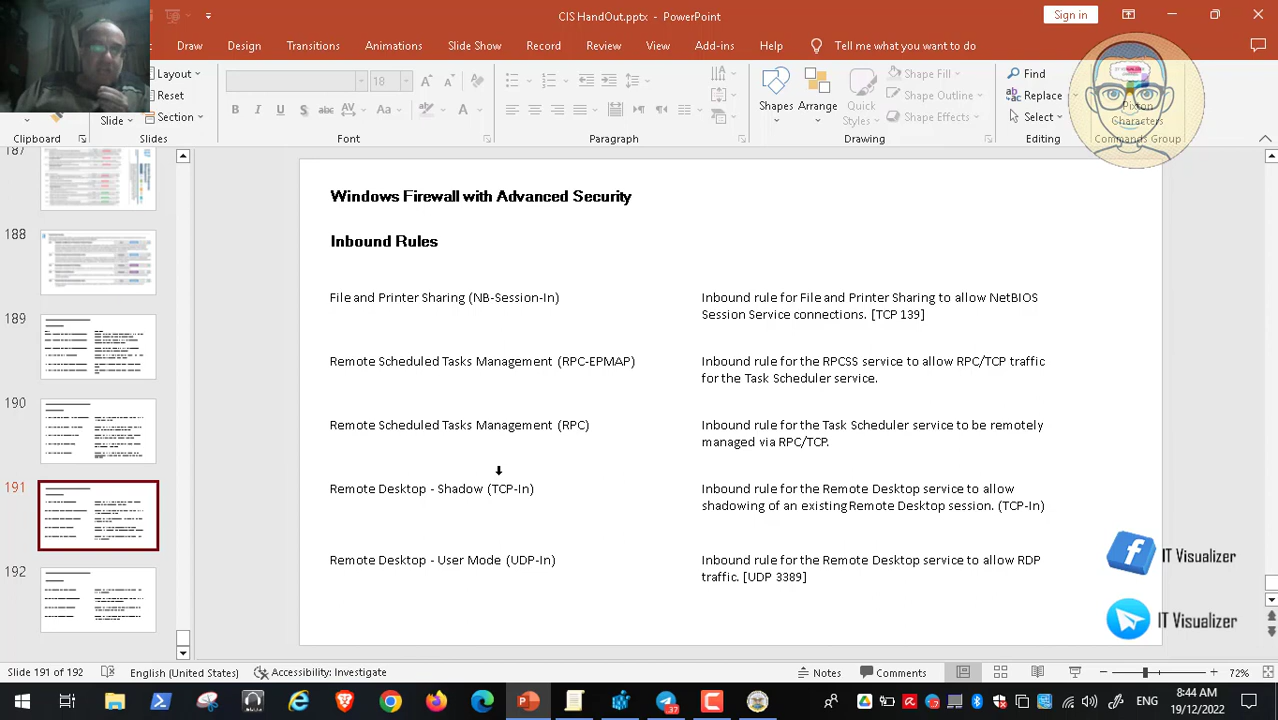 CIS HandOut.pptx - PowerPoint
Sign in
Draw Design Transitions Animations Slide Show Record Review View Add-ins Help Tell me what you want to do
Layout
Reset
Slide
Section
Clipboard
Slides
18
B I U S abc AV Aa A
Font
Paragraph
Shapes
Arrange
Quick
Styles
Shape Fill
Shape Outline
Shape Effects
Drawing
Find
Replace
Select
Editing
Pixton
Characters
Commands Group
187
188
189
190
191
192
Windows Firewall with Advanced Security
Inbound Rules
File and Printer Sharing (NB-Session-In)
Inbound rule for File and Printer Sharing to allow NetBIOS
Session Service connections. [TCP 139]
Remote Scheduled Tasks Management (RPC-EPMAP)
Inbound rule for the RPCSS service to allow RPC/TCP traffic
for the Task Scheduler service.
Remote Scheduled Tasks Management (RPC)
Inbound rule for the Task Scheduler service to be remotely
managed via RPC/TCP.
Remote Desktop - Shadow (TCP-In)
Inbound rule for the Remote Desktop service to allow
shadowing of an existing Remote Desktop session. (TCP-In)
Remote Desktop - User Mode (UDP-In)
Inbound rule for the Remote Desktop service to allow RDP
traffic. [UDP 3389]
IT Visualizer
IT Visualizer
Slide 191 of 192
English (United States)
Accessibility: Investigate
Notes
Comments
72%
37
ENG
8:44 AM
19/12/2022